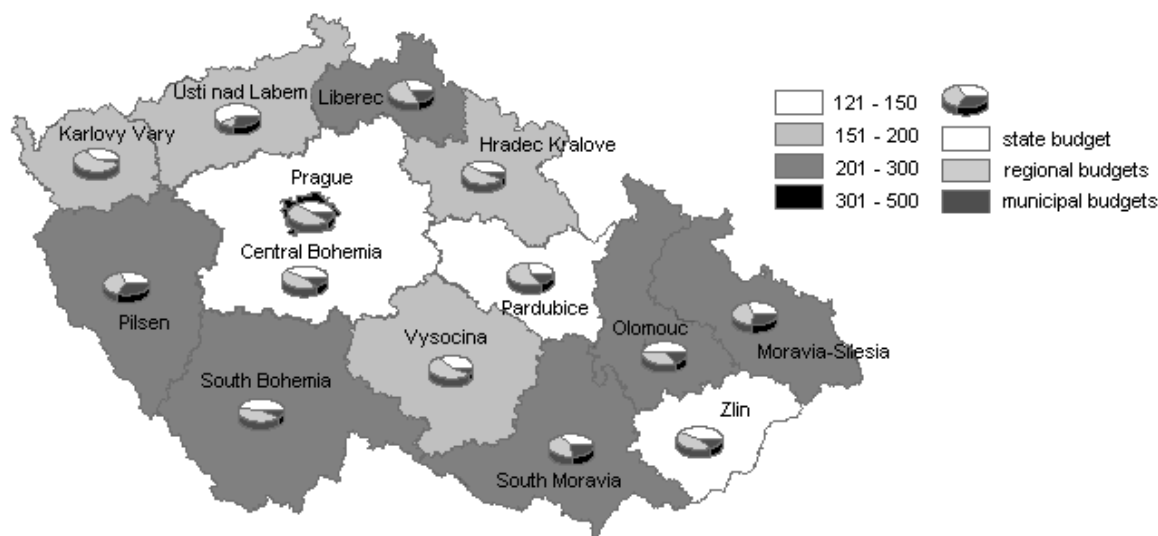 Usti nad Labem
Liberec
Karlovy Vary
Hradec Kralove
Prague
Central Bohemia
Pardubice
Pilsen
Vysocina
Olomouc
Moravia-Silesia
South Bohemia
Zlin
South Moravia
121 - 150
151 - 200
201 - 300
301 - 500
state budget
regional budgets
municipal budgets